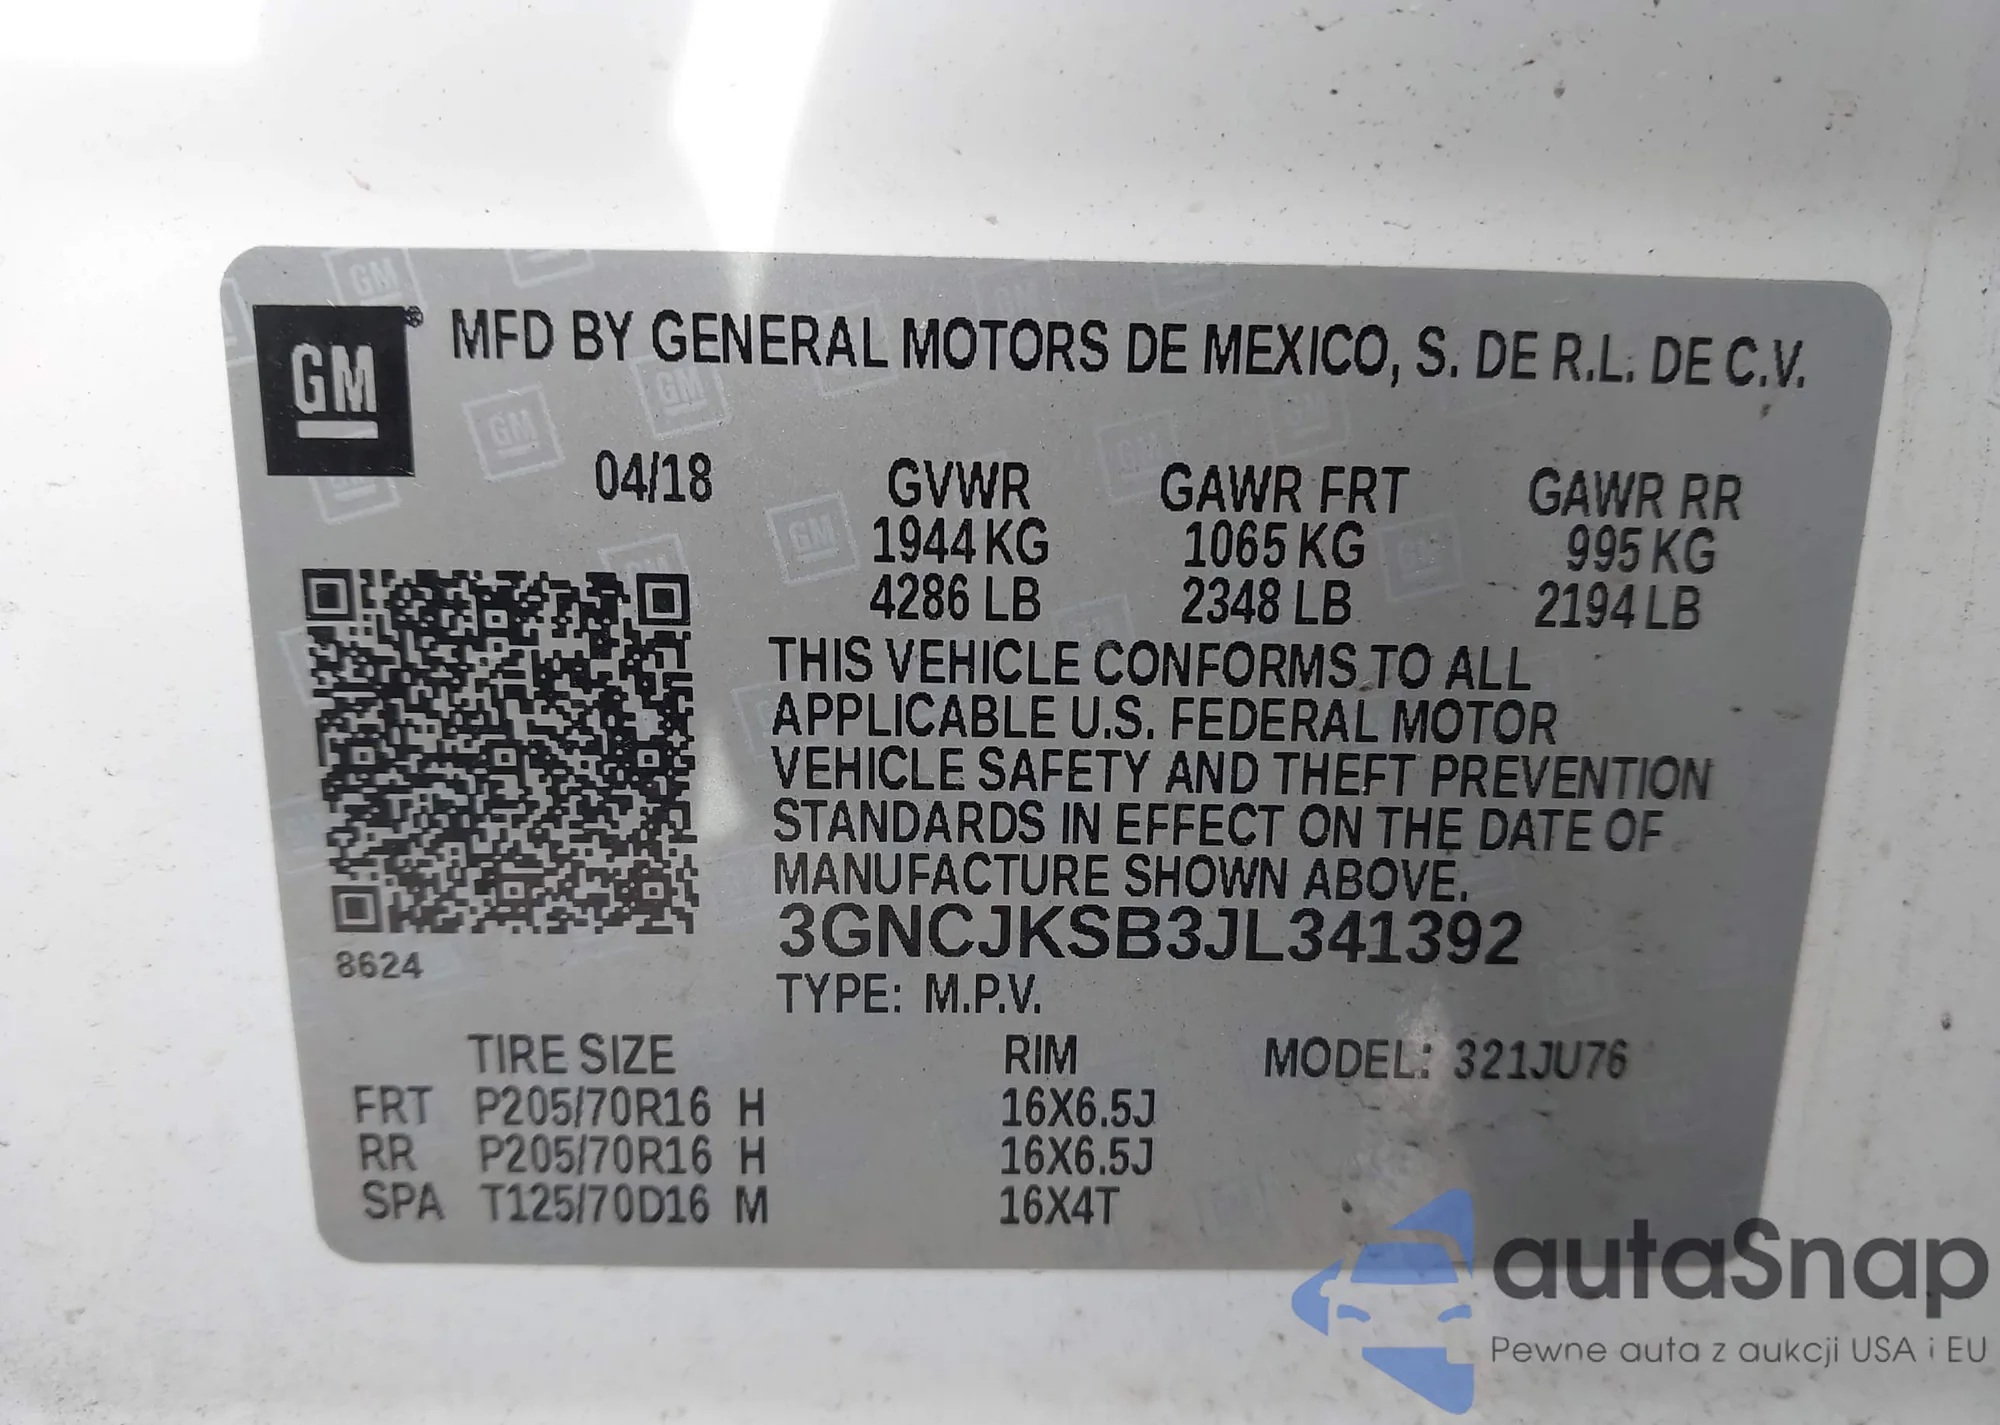 GM® MFD BY GENERAL MOTORS DE MEXICO, S. DE R.L. DE C.V.
04/18 GVWR GAWR FRT GAWR RR
1944 KG 1065 KG 995 KG
4286 LB 2348 LB 2194 LB
THIS VEHICLE CONFORMS TO ALL
APPLICABLE U.S. FEDERAL MOTOR
VEHICLE SAFETY AND THEFT PREVENTION
STANDARDS IN EFFECT ON THE DATE OF
MANUFACTURE SHOWN ABOVE.
3GNCJKSB3JL341392
8624
TYPE: M.P.V.
TIRE SIZE RIM MODEL: 321JU76
FRT P205/70R16 H 16X6.5J
RR P205/70R16 H 16X6.5J
SPA T125/70D16 M 16X4T
autaSnap
Pewne auta z aukcji USA i EU